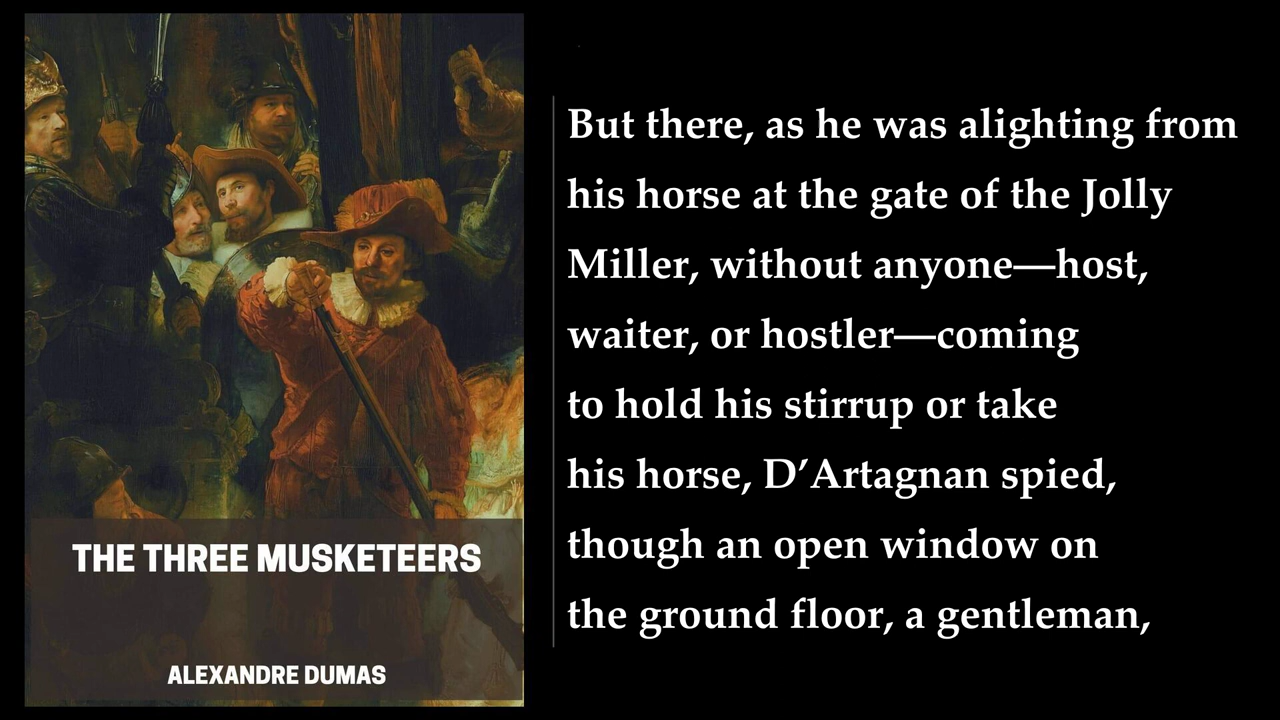 THE THREE MUSKETEERS
ALEXANDRE DUMAS
But there, as he was alighting from
his horse at the gate of the Jolly
Miller, without anyone—host,
waiter, or hostler—coming
to hold his stirrup or take
his horse, D’Artagnan spied,
though an open window on
the ground floor, a gentleman,